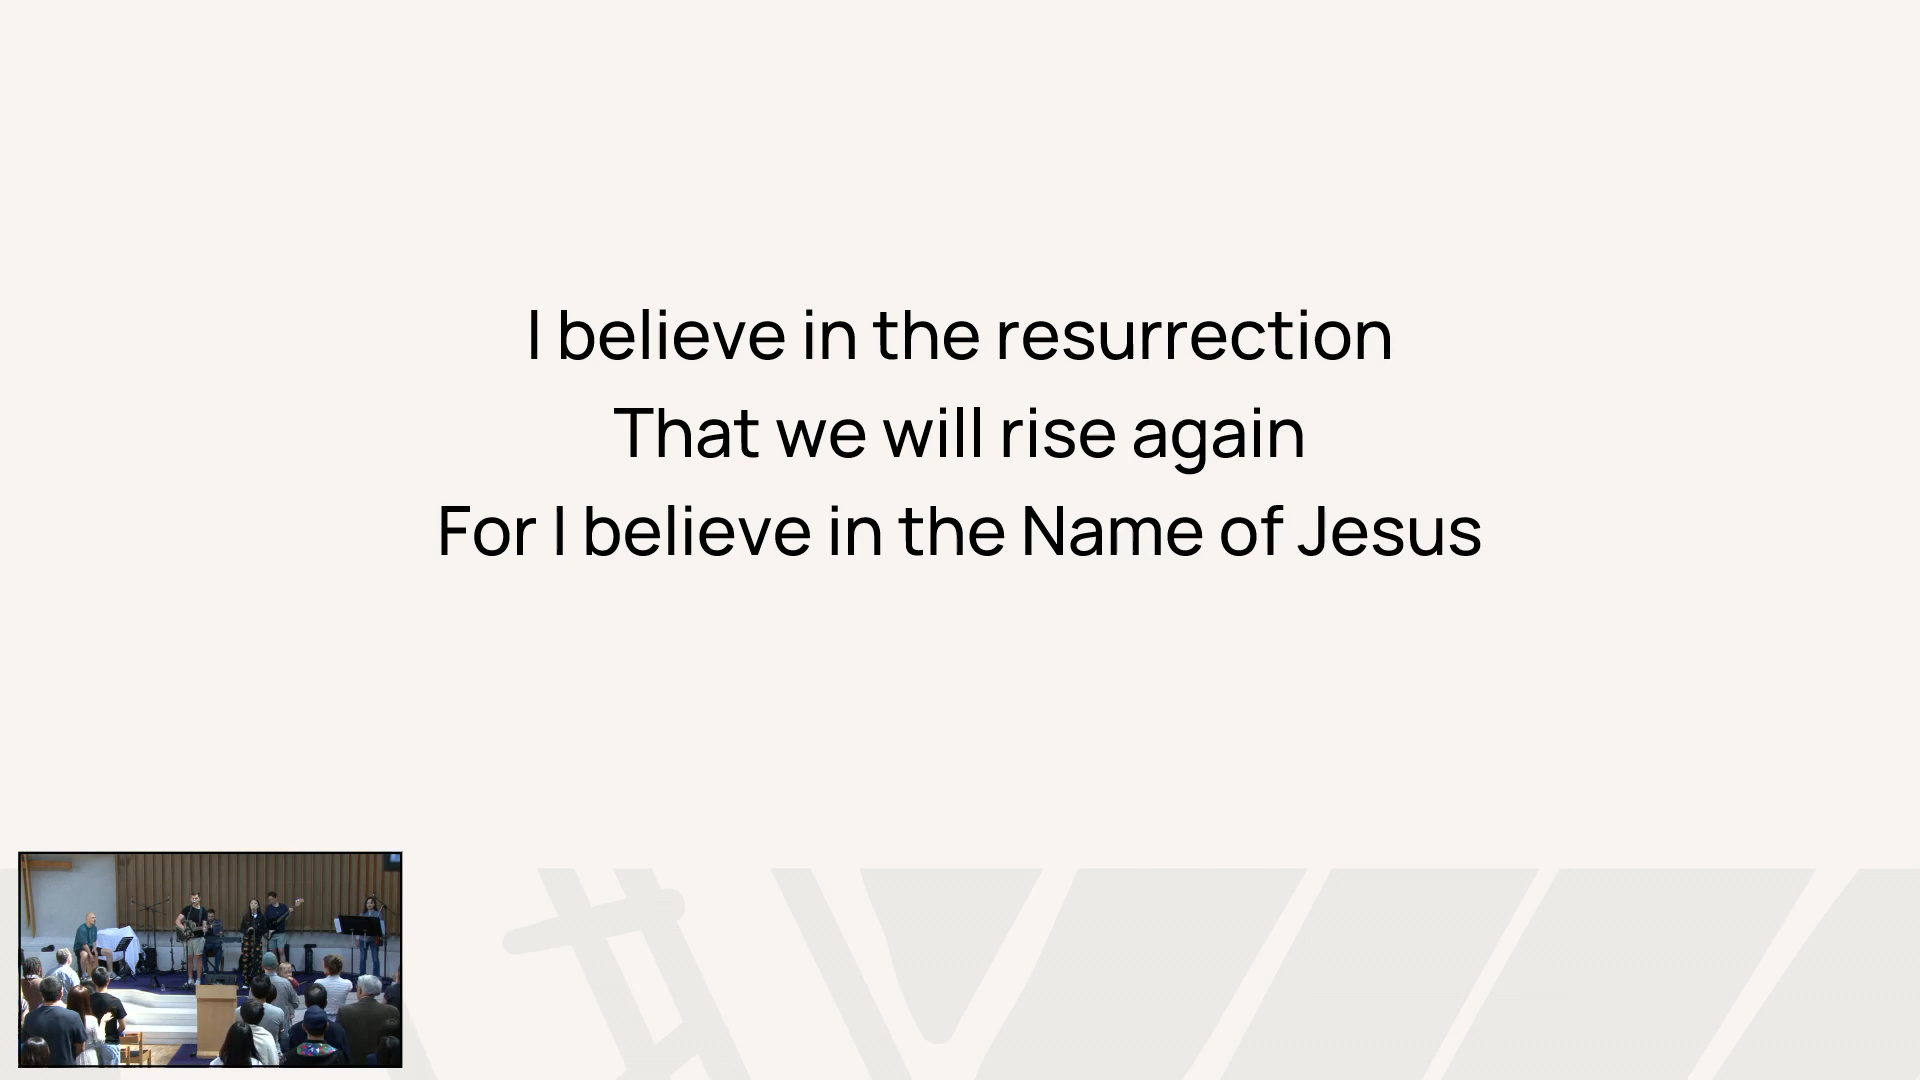 I believe in the resurrection
That we will rise again
For I believe in the Name of Jesus